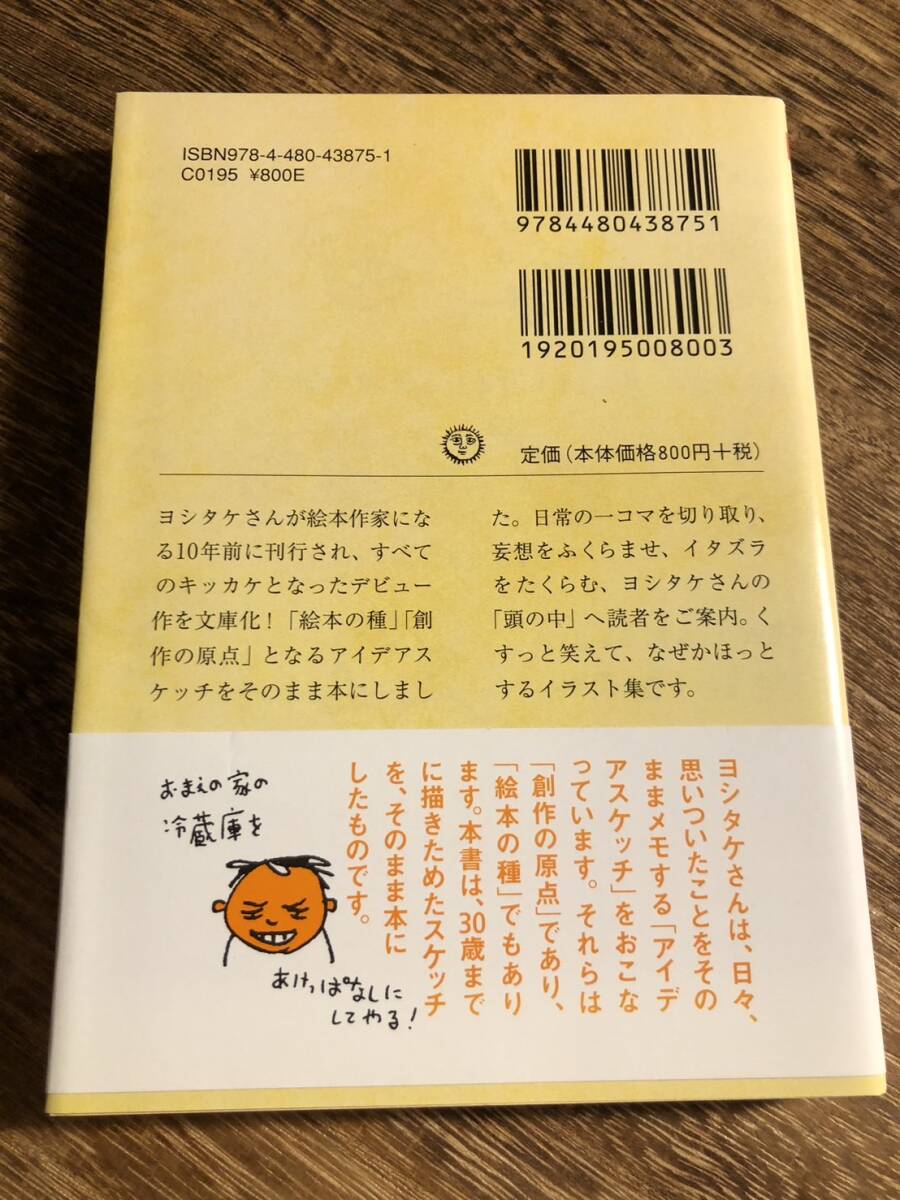 ISBN978-4-480-43875-1
C0195 ¥800E
9784480438751
1920195008003
定価(本体価格800円+税)
ヨシタケさんが絵本作家にな
る10年前に刊行され、すべて
のキッカケとなったデビュー
作を文庫化!「絵本の種」「創
作の原点」となるアイデアス
ケッチをそのまま本にしまし
た。日常の一コマを切り取り、
妄想をふくらませ、イタズラ
をたくらむ、ヨシタケさんの
「頭の中」へ読者をご案内。く
すっと笑えて、なぜかほっと
するイラスト集です。
ヨシタケさんは、日々、
思いついたことをその
ままメモする「アイデ
アスケッチ」をおこな
っています。それらは
「創作の原点」であり、
「絵本の種」でもあり
ます。本書は、30歳まで
に描きためたスケッチ
を、そのまま本に
したものです。
おまえの家の
冷蔵庫を
あけっぱなしに
してやる!